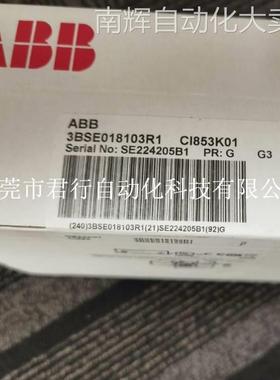 南辉自动化大卖
ABB
ABB
3BSE018103R1 CI853K01
Serial No: SE224205B1 PR: G G3
莞市君行自动化科技有限公
(240)3BSE018103R1(21)SE224205B1(92)G